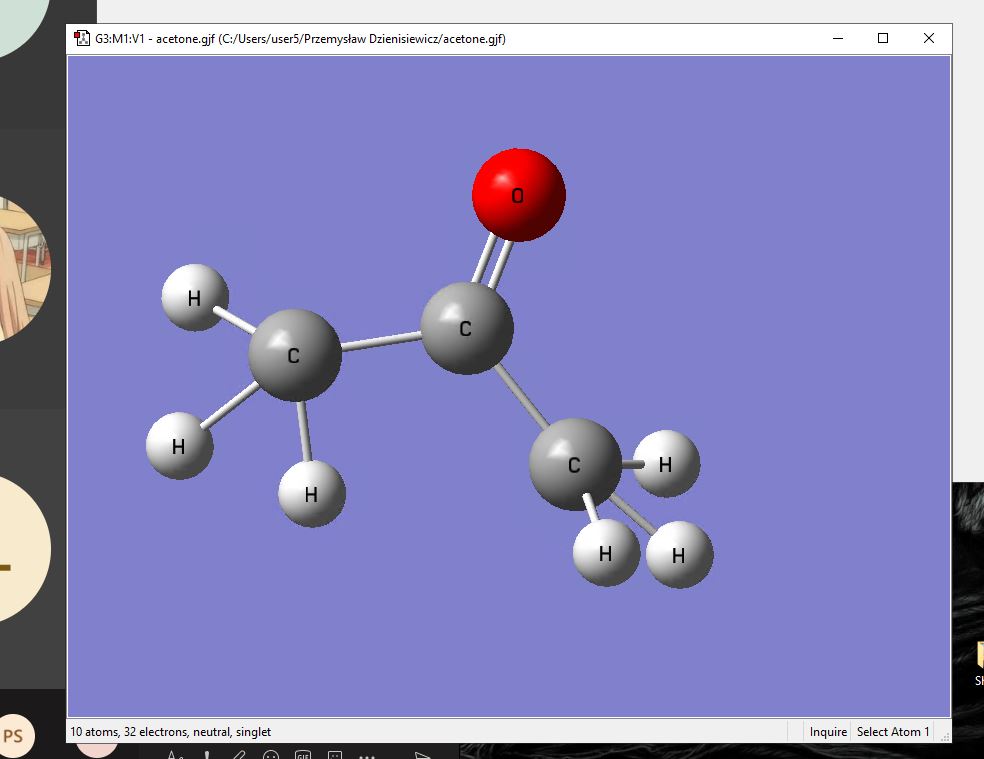 G3:M1:V1 - acetone.gjf (C:/Users/user5/Przemysław Dzienisiewicz/acetone.gjf)
O
H
C
C
H
H
C
H
H
H
10 atoms, 32 electrons, neutral, singlet
Inquire
Select Atom 1
PS
GIF